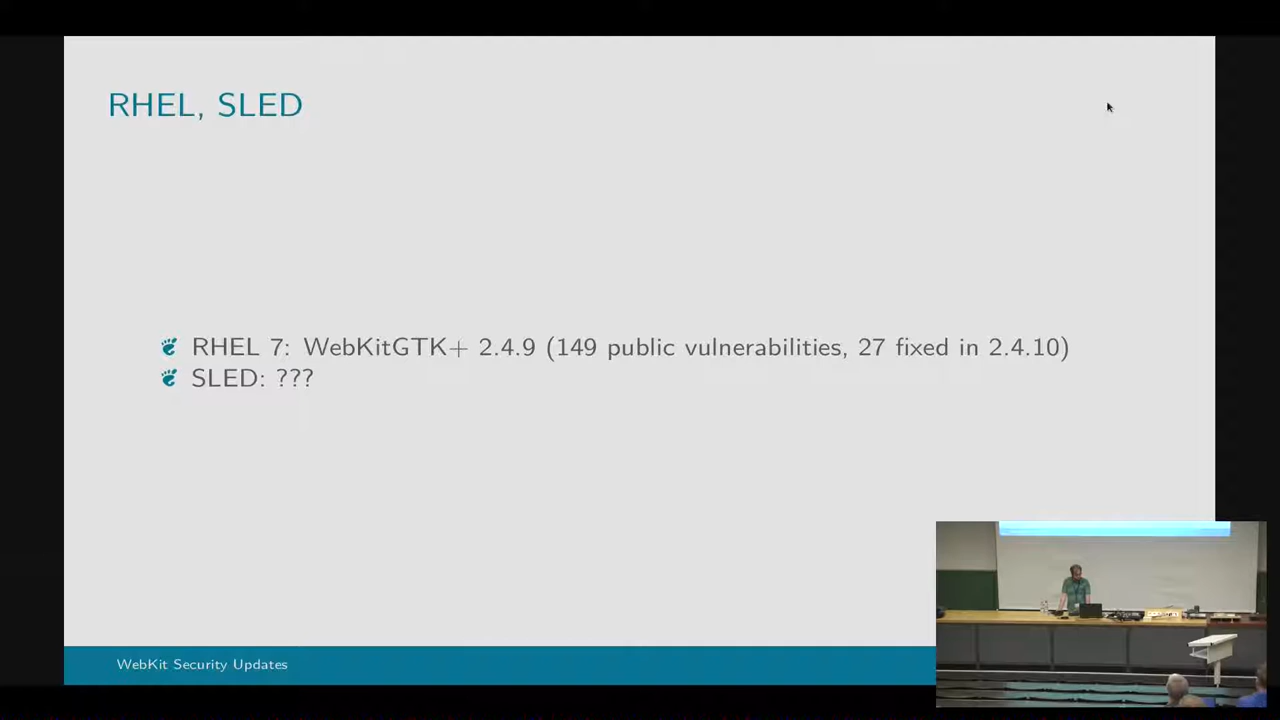 RHEL, SLED
RHEL 7: WebKitGTK+ 2.4.9 (149 public vulnerabilities, 27 fixed in 2.4.10)
SLED: ???
WebKit Security Updates